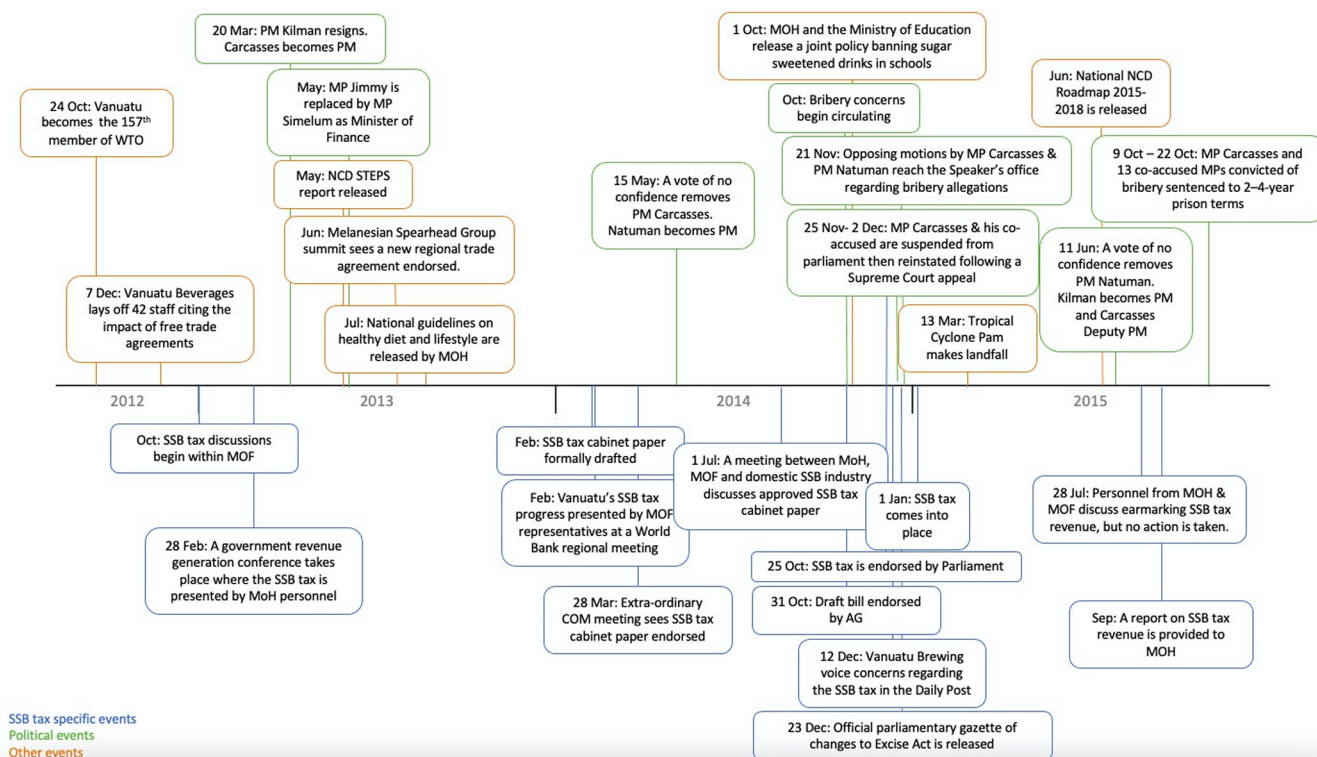 20 Mar: PM Kilman resigns.
Carcasses becomes PM
May: MP Jimmy is
replaced by MP
Simelum as Minister of
Finance
24 Oct: Vanuatu
becomes the 157th
member of WTO
May: NCD STEPS
report released
Jun: Melanesian Spearhead Group
summit sees a new regional trade
agreement endorsed.
7 Dec: Vanuatu Beverages
lays off 42 staff citing the
impact of free trade
agreements
Jul: National guidelines on
healthy diet and lifestyle are
released by MOH
15 May: A vote of no
confidence removes
PM Carcasses.
Natuman becomes PM
1 Oct: MOH and the Ministry of Education
release a joint policy banning sugar
sweetened drinks in schools
Oct: Bribery concerns
begin circulating
21 Nov: Opposing motions by MP Carcasses &
PM Natuman reach the Speaker's office
regarding bribery allegations
25 Nov- 2 Dec: MP Carcasses & his co-
accused are suspended from
parliament then reinstated following a
Supreme Court appeal
13 Mar: Tropical
Cyclone Pam
makes landfall
Jun: National NCD
Roadmap 2015-
2018 is released
9 Oct – 22 Oct: MP Carcasses and
13 co-accused MPs convicted of
bribery sentenced to 2–4-year
prison terms
11 Jun: A vote of no
confidence removes
PM Natuman.
Kilman becomes PM
and Carcasses
Deputy PM
2012
2013
2014
2015
Oct: SSB tax discussions
begin within MOF
28 Feb: A government revenue
generation conference takes
place where the SSB tax is
presented by MoH personnel
Feb: SSB tax cabinet paper
formally drafted
Feb: Vanuatu's SSB tax
progress presented by MOF
representatives at a World
Bank regional meeting
28 Mar: Extra-ordinary
COM meeting sees SSB tax
cabinet paper endorsed
1 Jul: A meeting between MoH,
MOF and domestic SSB industry
discusses approved SSB tax
cabinet paper
1 Jan: SSB tax
comes into
place
25 Oct: SSB tax is endorsed by Parliament
31 Oct: Draft bill endorsed
by AG
12 Dec: Vanuatu Brewing
voice concerns regarding
the SSB tax in the Daily Post
23 Dec: Official parliamentary gazette of
changes to Excise Act is released
28 Jul: Personnel from MOH &
MOF discuss earmarking SSB tax
revenue, but no action is taken.
Sep: A report on SSB tax
revenue is provided to
MOH
SSB tax specific events
Political events
Other events